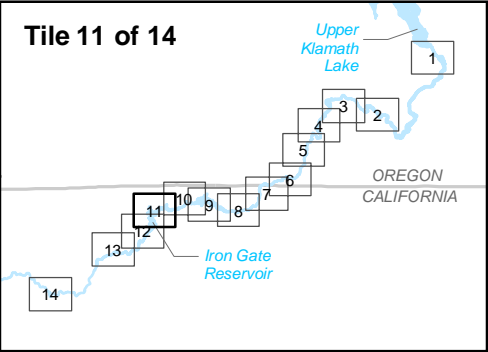 Tile 11 of 14
Upper
Klamath
Lake
1
3
2
4
5
OREGON
6
CALIFORNIA
7
10
9
8
11
12
13
Iron Gate
Reservoir
14